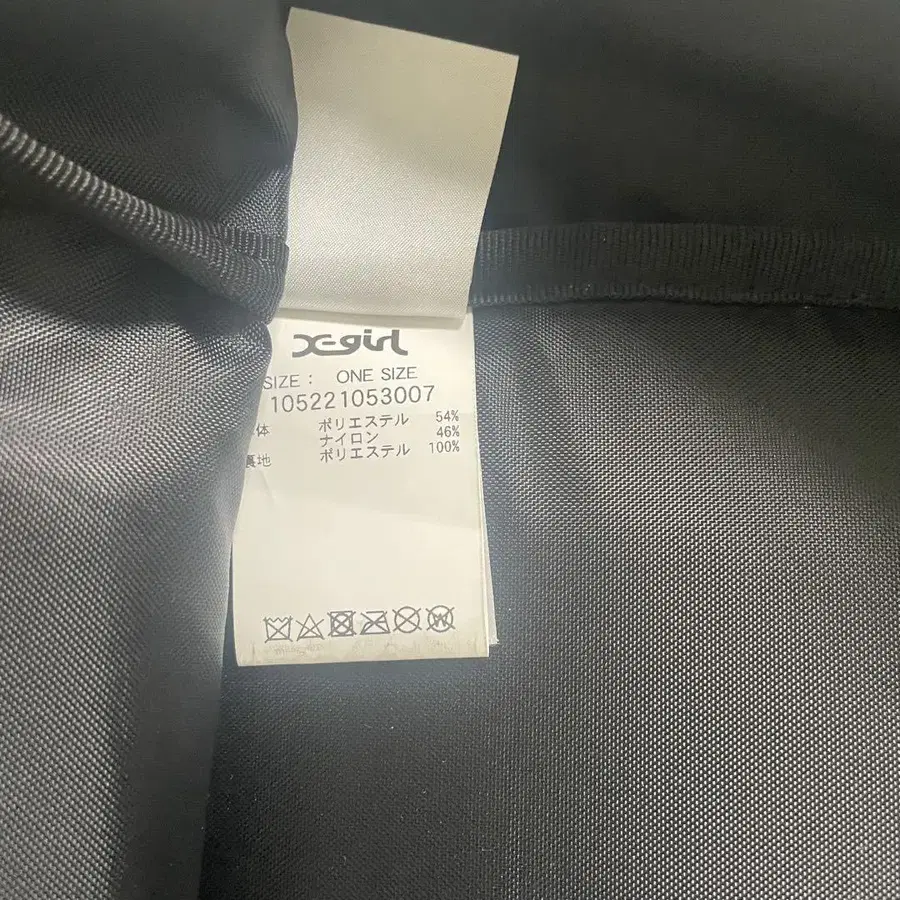 X-girl
SIZE : ONE SIZE
105221053007
体 ポリエステル 54%
ナイロン 46%
裏地 ポリエステル 100%
W